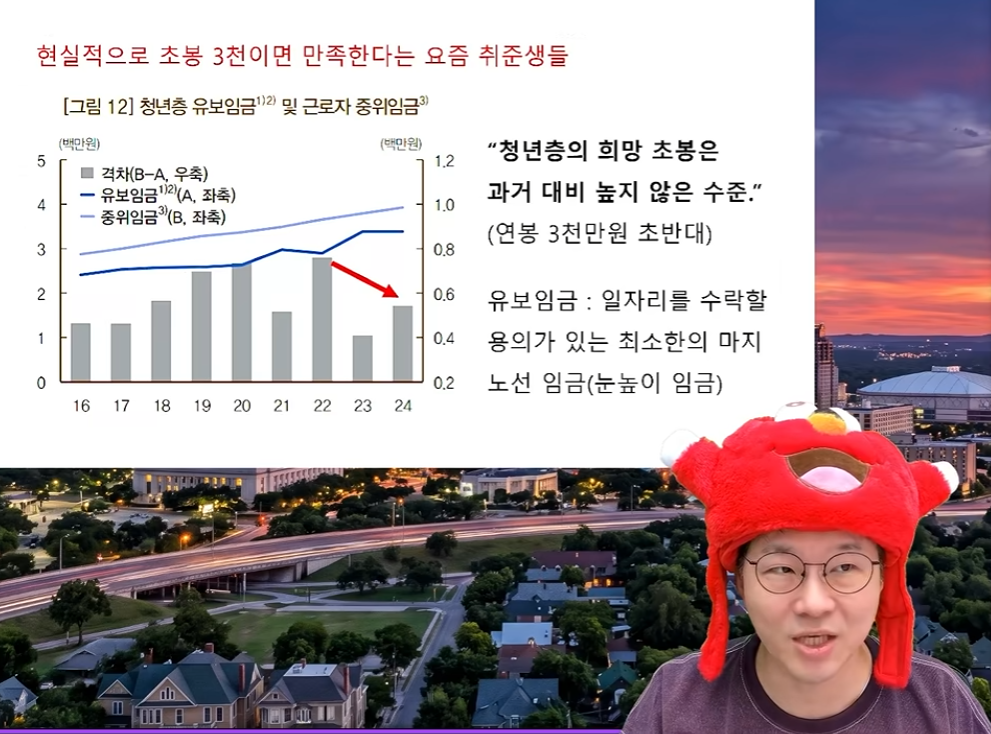 현실적으로 초봉 3천이면 만족한다는 요즘 취준생들
[그림 12] 청년층 유보임금¹⁾²⁾ 및 근로자 중위임금³⁾
(백만원) (백만원)
격차(B-A, 우축)
유보임금¹⁾²⁾(A, 좌축)
중위임금³⁾(B, 좌축)
5 1.2
4 1.0
3 0.8
2 0.6
1 0.4
0 0.2
16 17 18 19 20 21 22 23 24
“청년층의 희망 초봉은
과거 대비 높지 않은 수준.”
(연봉 3천만원 초반대)
유보임금 : 일자리를 수락할
용의가 있는 최소한의 마지
노선 임금(눈높이 임금)